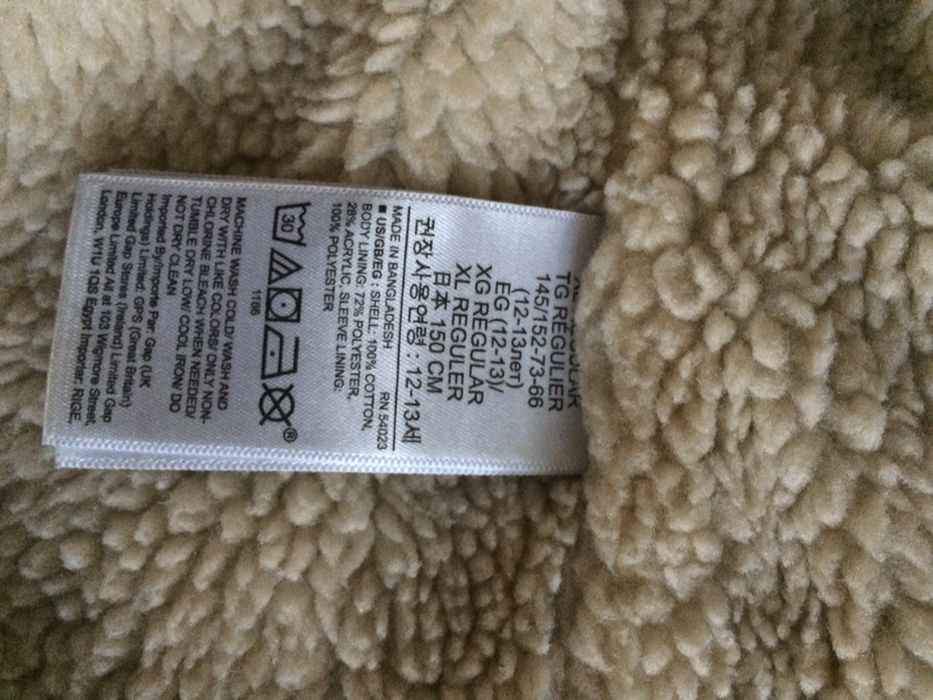 TG REGULIER
145/152-73-66
(12-13лет)
EG (12-13)/
XG REGULAR
XL REGULER
日本 150 CM
권장사용연령 : 12-13세
MADE IN BANGLADESH RN 54023
■ US/GB/EG : SHELL: 100% COTTON,
BODY LINING: 72% POLYESTER,
28% ACRYLIC, SLEEVE LINING:
100% POLYESTER
30
®
1186
MACHINE WASH COLD/ WASH AND
DRY WITH LIKE COLORS/ ONLY NON-
CHLORINE BLEACH WHEN NEEDED/
TUMBLE DRY LOW/ COOL IRON/ DO
NOT DRY CLEAN
Imported By/Importe Par: Gap (UK
Holdings) Limited: GPS (Great Britain)
Limited Gap Stores (Ireland) Limited Gap
Europe Limited All at 103 Wigmore Street,
London, W1U 1QS Egypt Importer: RIGE,